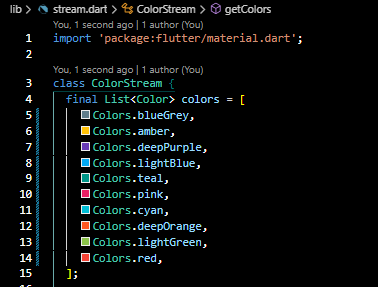 lib > stream.dart > ColorStream > getColors
You, 1 second ago | 1 author (You)
1 import 'package:flutter/material.dart';
2
You, 1 second ago | 1 author (You)
3 class ColorStream {
4 final List<Color> colors = [
5 Colors.blueGrey,
6 Colors.amber,
7 Colors.deepPurple,
8 Colors.lightBlue,
9 Colors.teal,
10 Colors.pink,
11 Colors.cyan,
12 Colors.deepOrange,
13 Colors.lightGreen,
14 Colors.red,
15 ];